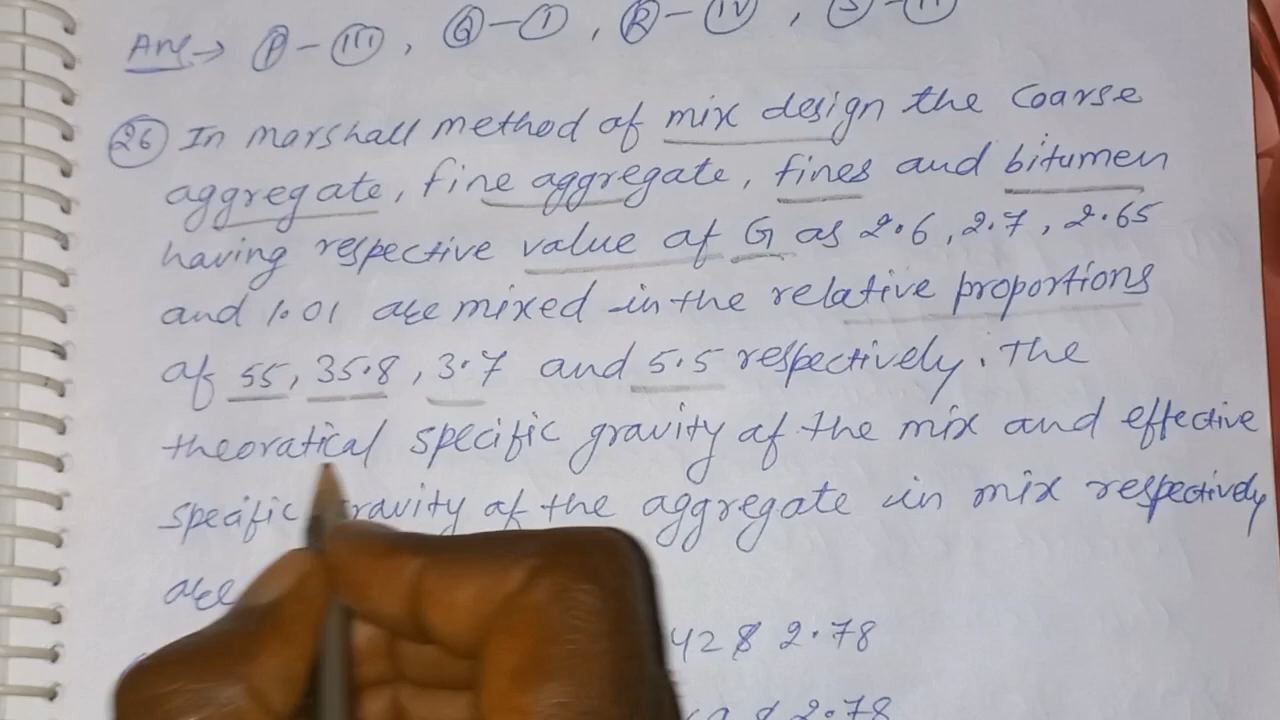 Ans → (P) - (III), (Q) - (I), (R) - (IV),
(26) In marshall method of mix design the coarse
aggregate, fine aggregate, fines and bitumen
having respective value of G as 2.6, 2.7, 2.65
and 1.01 are mixed in the relative proportions
of 55, 35.8, 3.7 and 5.5 respectively. The
theoratical specific gravity of the mix and effective
specific gravity of the aggregate in mix respectively
are
42 & 2.78
& 2.78